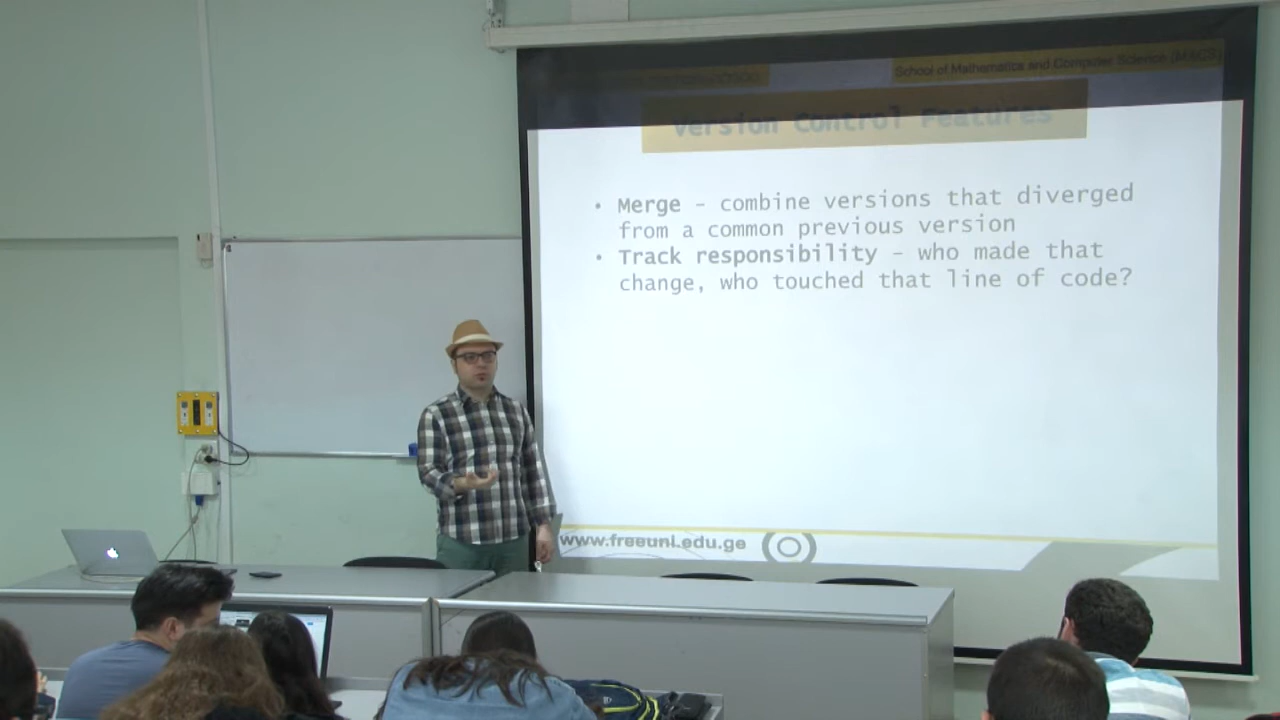 School of Mathematics and Computer Science (MACS)
Version Control Features
• Merge – combine versions that diverged
from a common previous version
• Track responsibility – who made that
change, who touched that line of code?
www.freeuni.edu.ge